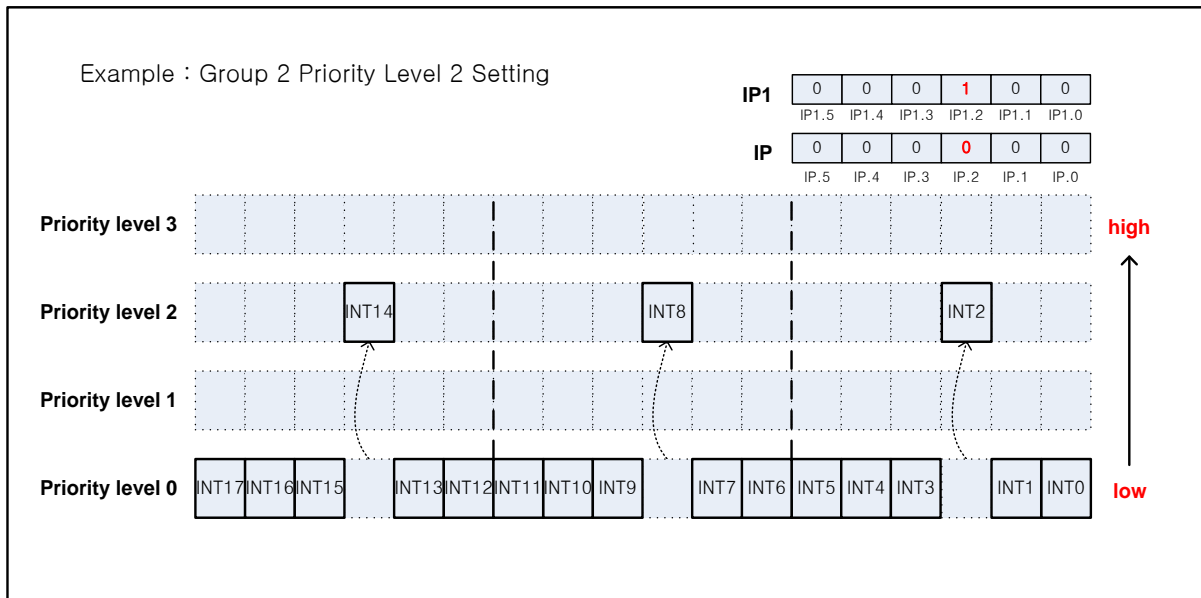 Example : Group 2 Priority Level 2 Setting
IP1 0 0 0 1 0 0
IP1.5 IP1.4 IP1.3 IP1.2 IP1.1 IP1.0
IP 0 0 0 0 0 0
IP.5 IP.4 IP.3 IP.2 IP.1 IP.0
Priority level 3 high
Priority level 2 INT14 INT8 INT2
Priority level 1
Priority level 0 INT17 INT16 INT15 INT13 INT12 INT11 INT10 INT9 INT7 INT6 INT5 INT4 INT3 INT1 INT0 low